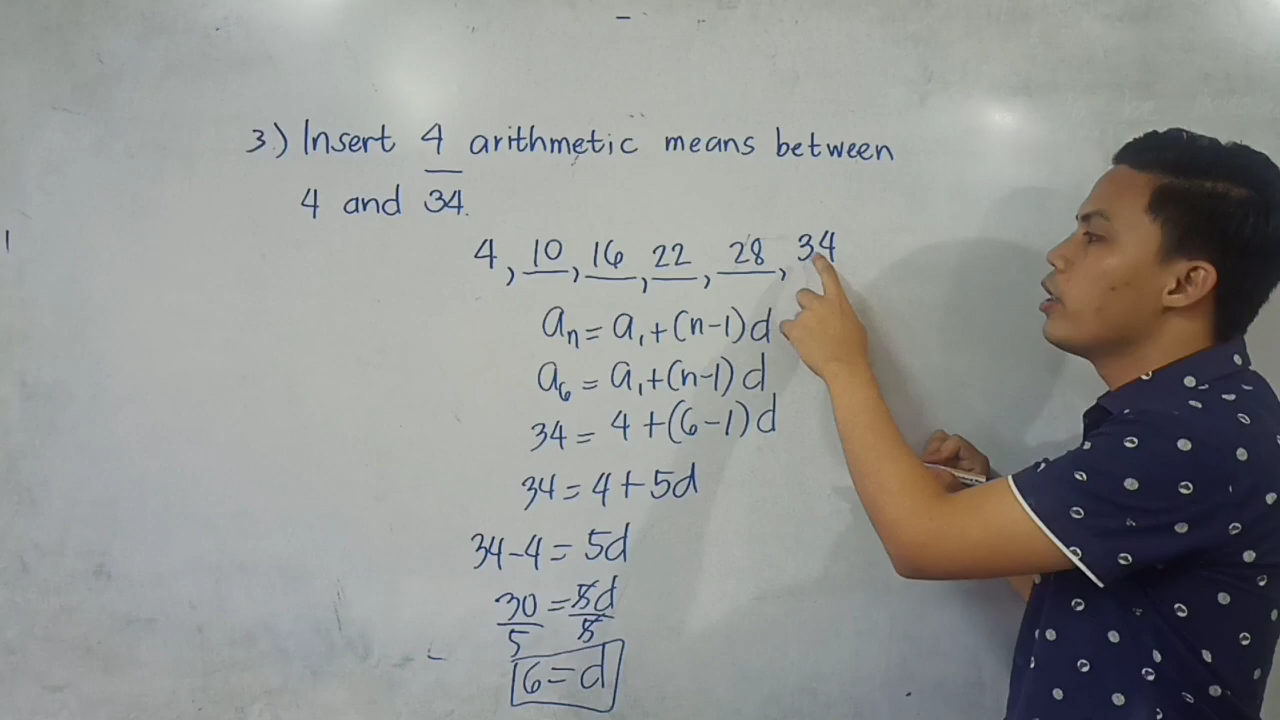 3.) Insert 4 arithmetic means between
4 and 34.
4, 10, 16, 22, 28, 34
aₙ = a₁ + (n-1)d
a₆ = a₁ + (n-1)d
34 = 4 + (6-1)d
34 = 4 + 5d
34-4 = 5d
30/5 = 5d/5
6 = d